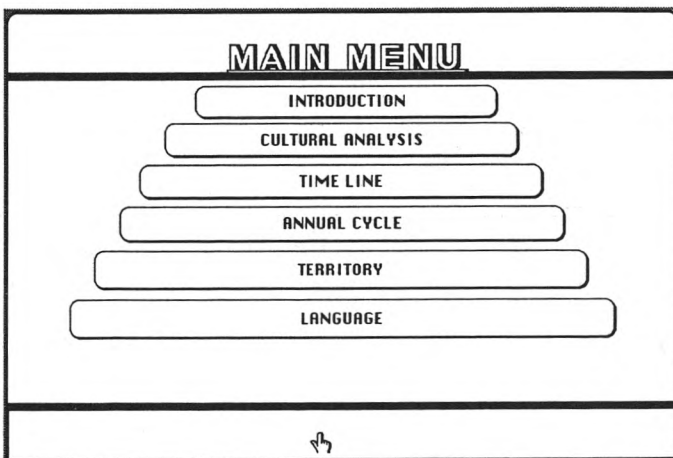 MAIN MENU
INTRODUCTION
CULTURAL ANALYSIS
TIME LINE
ANNUAL CYCLE
TERRITORY
LANGUAGE